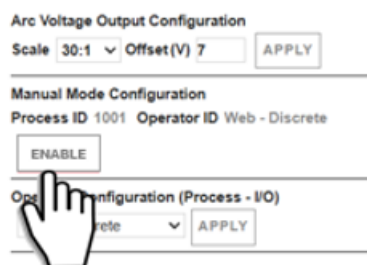 Arc Voltage Output Configuration
Scale 30:1 Offset (V) 7 APPLY
Manual Mode Configuration
Process ID 1001 Operator ID Web - Discrete
ENABLE
(Process - I/O)
APPLY